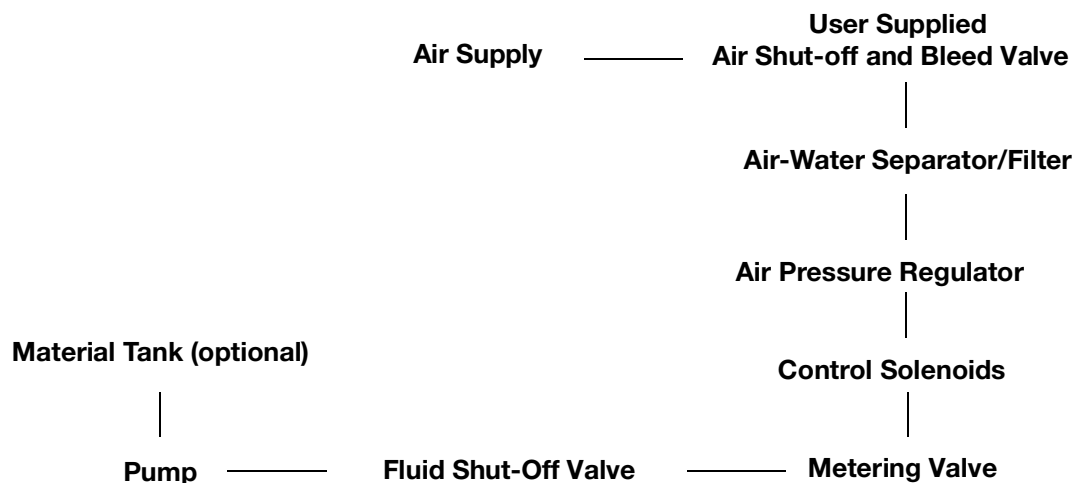 User Supplied
Air Supply Air Shut-off and Bleed Valve
Air-Water Separator/Filter
Air Pressure Regulator
Material Tank (optional)
Control Solenoids
Pump Fluid Shut-Off Valve Metering Valve